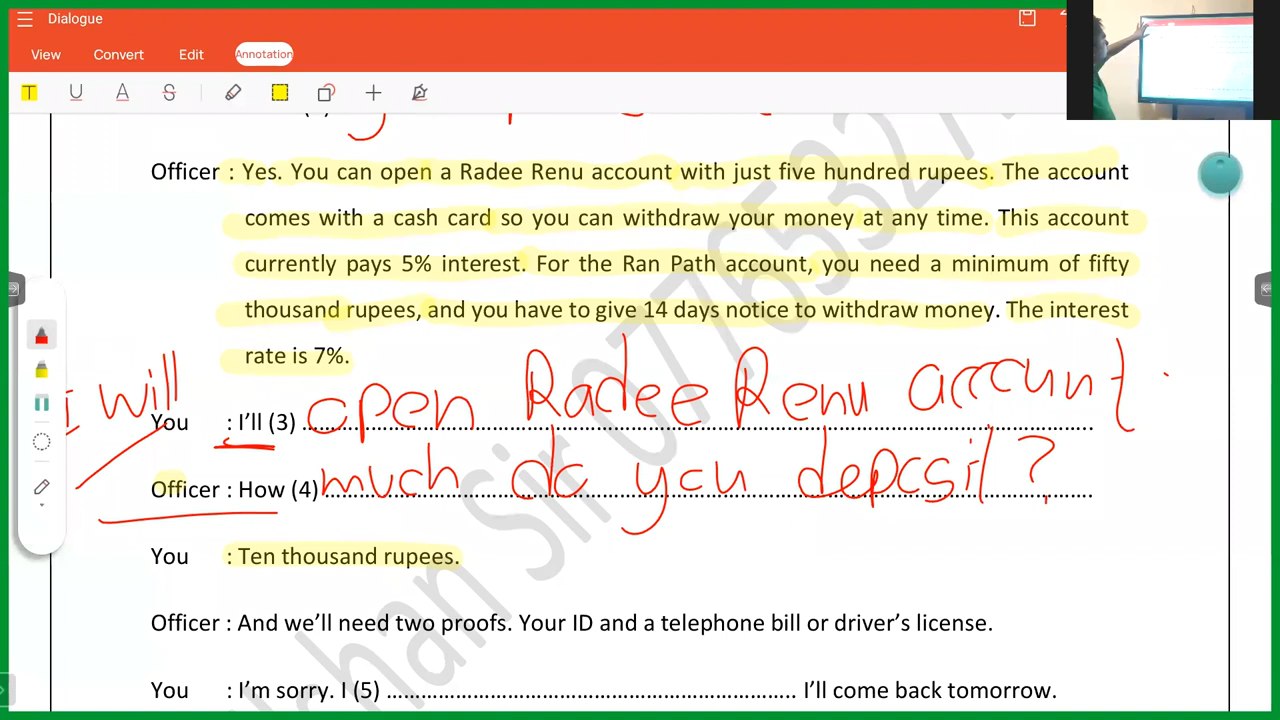 Dialogue
View Convert Edit Annotation
Officer : Yes. You can open a Radee Renu account with just five hundred rupees. The account
comes with a cash card so you can withdraw your money at any time. This account
currently pays 5% interest. For the Ran Path account, you need a minimum of fifty
thousand rupees, and you have to give 14 days notice to withdraw money. The interest
rate is 7%.
I will
You : I'll (3) open Radee Renu account.
Officer : How (4) much do you deposit?
You : Ten thousand rupees.
Officer : And we'll need two proofs. Your ID and a telephone bill or driver's license.
You : I'm sorry. I (5) ........................................................................ I'll come back tomorrow.